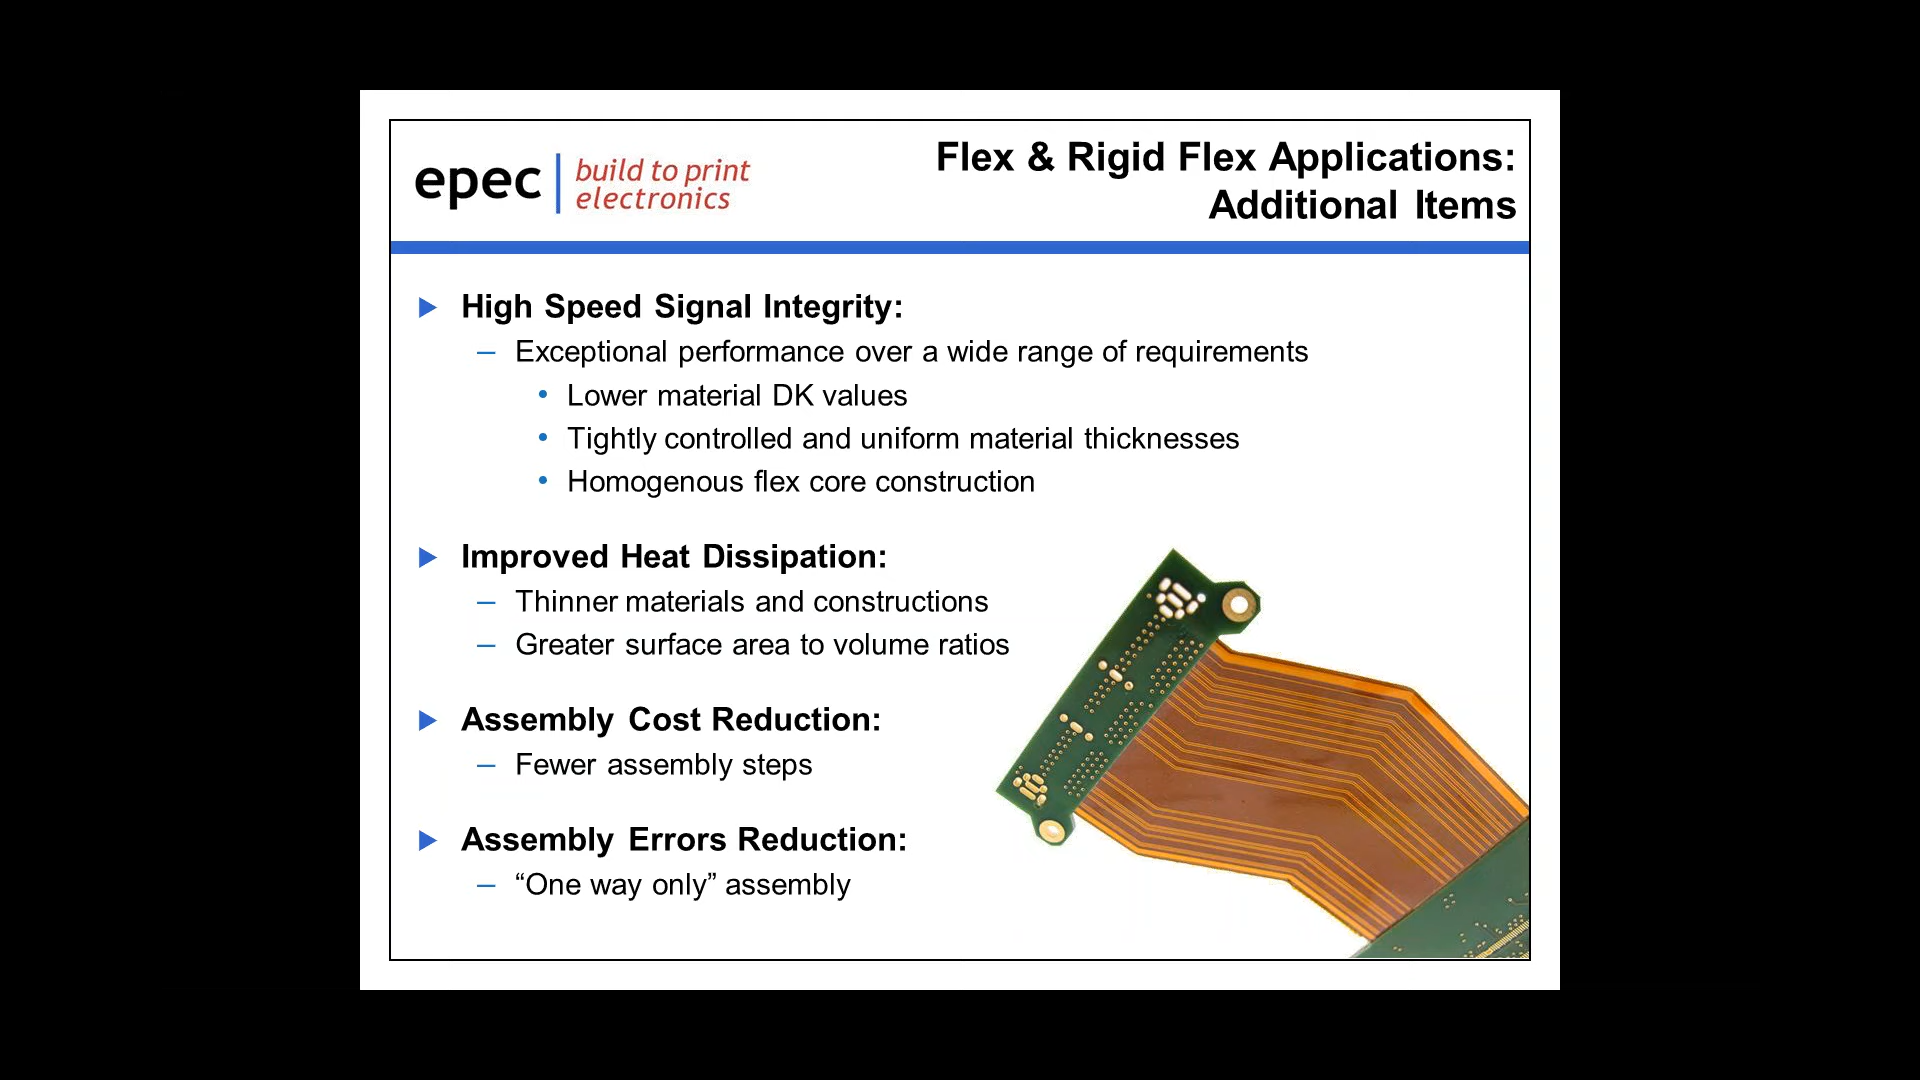 epec
build to print
electronics
Flex & Rigid Flex Applications:
Additional Items
High Speed Signal Integrity:
– Exceptional performance over a wide range of requirements
• Lower material DK values
• Tightly controlled and uniform material thicknesses
• Homogenous flex core construction
Improved Heat Dissipation:
– Thinner materials and constructions
– Greater surface area to volume ratios
Assembly Cost Reduction:
– Fewer assembly steps
Assembly Errors Reduction:
– “One way only” assembly